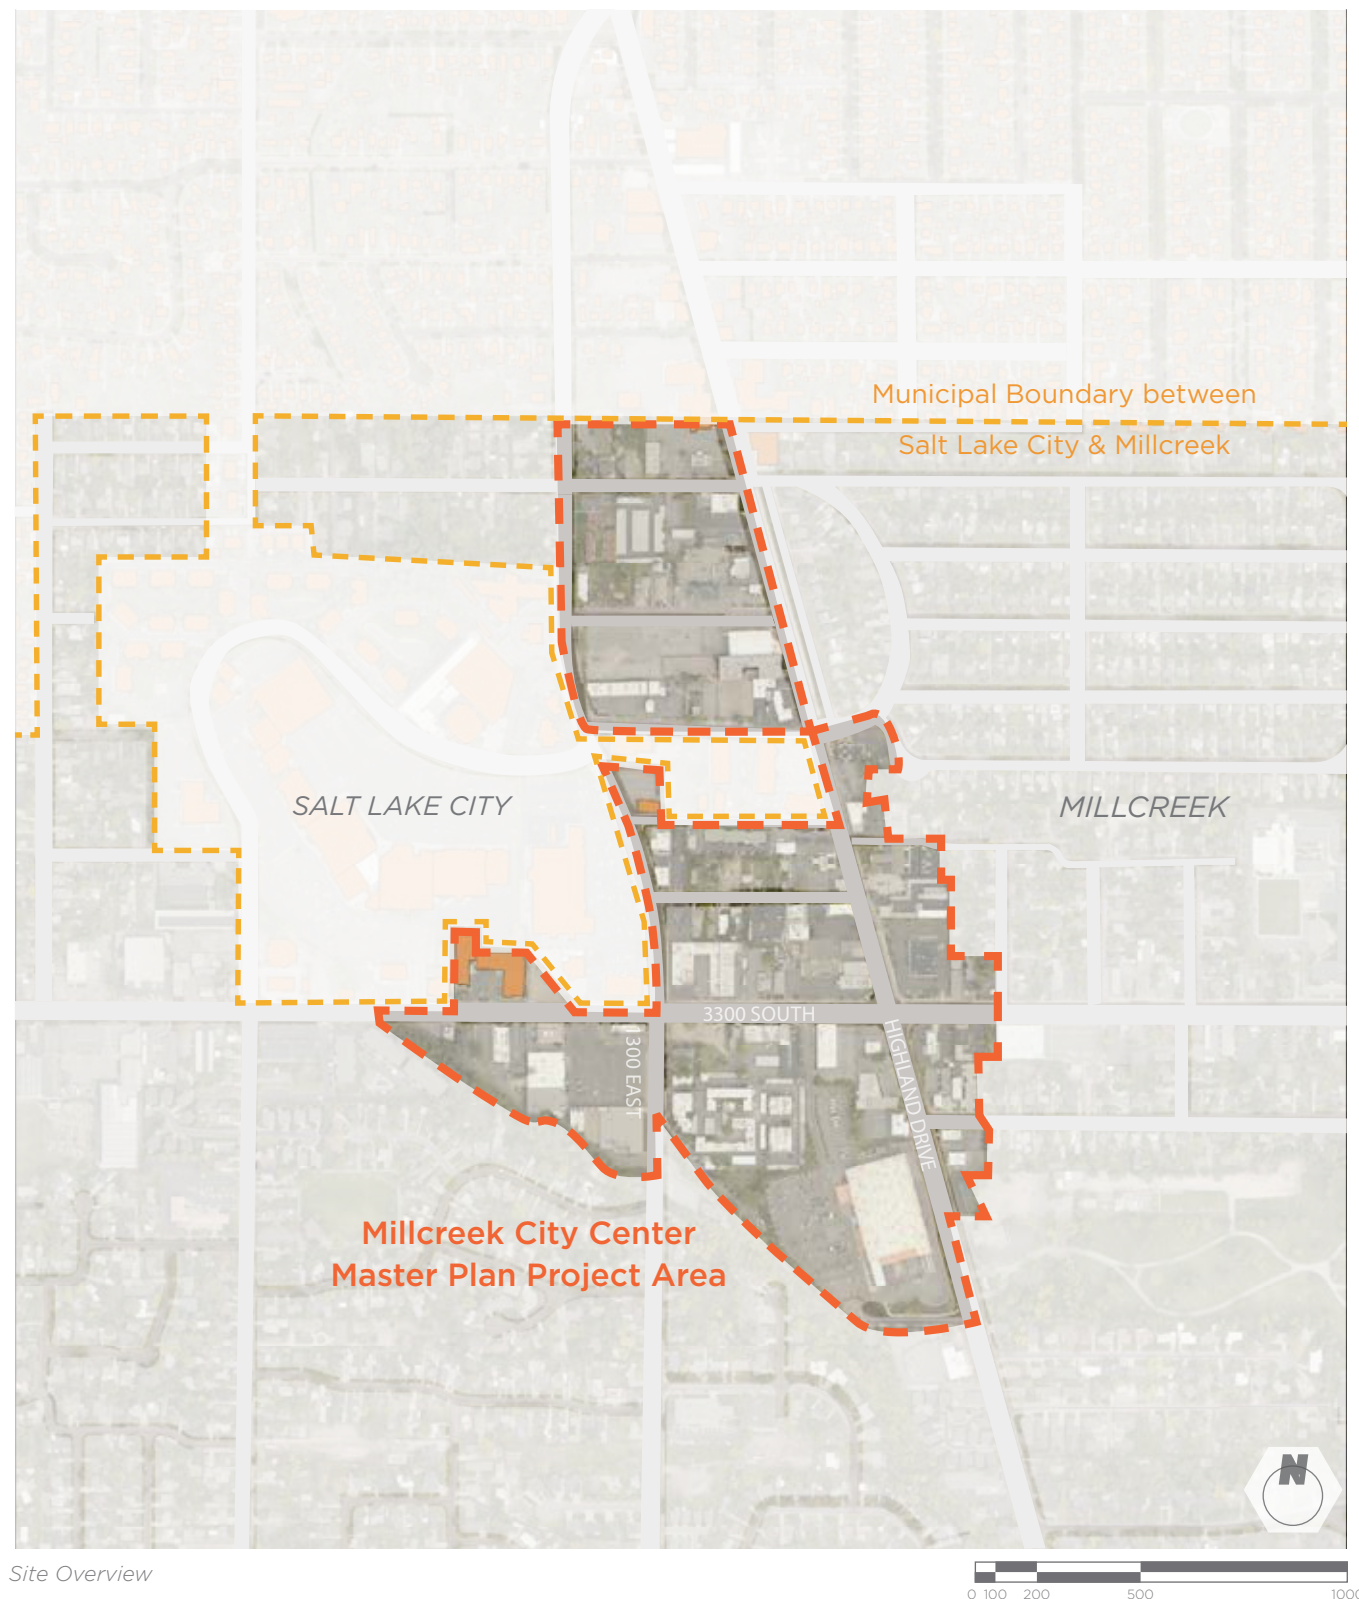 Municipal Boundary between
Salt Lake City & Millcreek
SALT LAKE CITY
MILLCREEK
3300 SOUTH
1300 EAST
HIGHLAND DRIVE
Millcreek City Center
Master Plan Project Area
N
Site Overview
0 100 200 500 1000